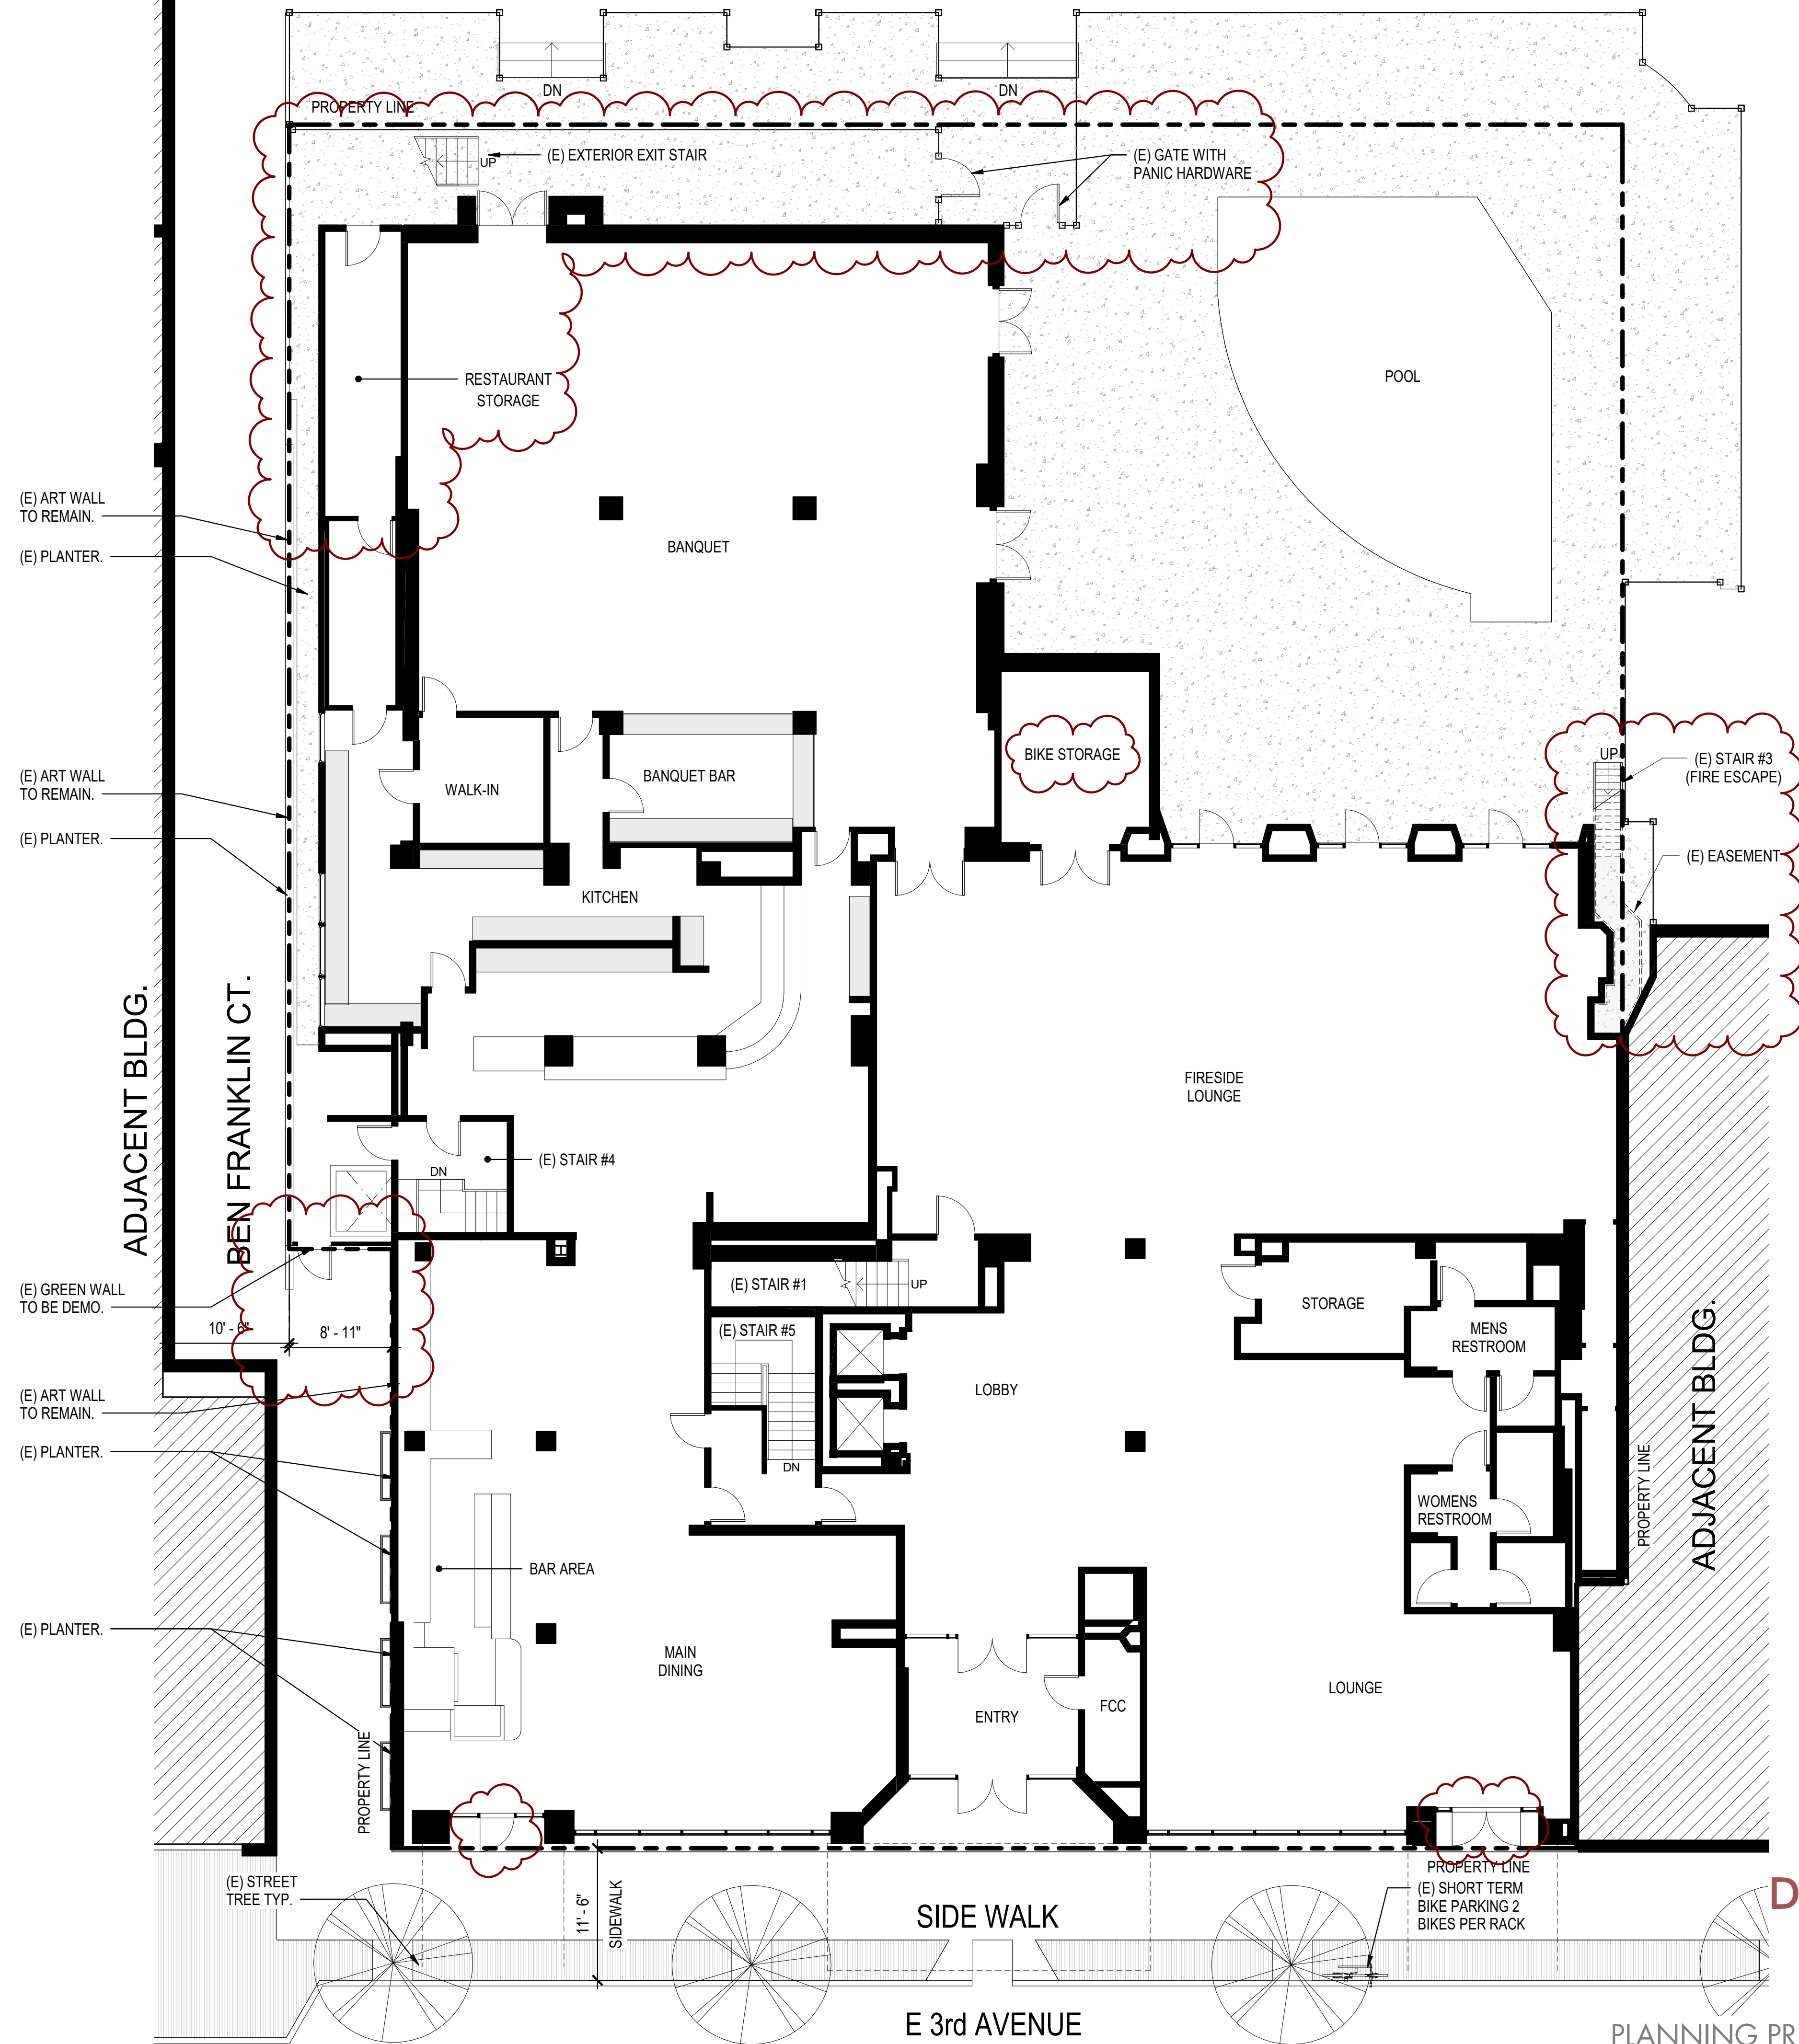 DN
DN
PROPERTY LINE
UP
(E) EXTERIOR EXIT STAIR
(E) GATE WITH
PANIC HARDWARE
RESTAURANT
STORAGE
POOL
(E) ART WALL
TO REMAIN.
(E) PLANTER.
BANQUET
(E) ART WALL
TO REMAIN.
(E) PLANTER.
WALK-IN
BANQUET BAR
BIKE STORAGE
UP
(E) STAIR #3
(FIRE ESCAPE)
(E) EASEMENT
KITCHEN
ADJACENT BLDG.
BEN FRANKLIN CT.
FIRESIDE
LOUNGE
(E) STAIR #4
DN
(E) GREEN WALL
TO BE DEMO.
10' - 6"
8' - 11"
(E) STAIR #1
UP
(E) STAIR #5
DN
STORAGE
MENS
RESTROOM
LOBBY
ADJACENT BLDG.
PROPERTY LINE
(E) ART WALL
TO REMAIN.
(E) PLANTER.
WOMENS
RESTROOM
BAR AREA
(E) PLANTER.
MAIN
DINING
ENTRY
FCC
LOUNGE
PROPERTY LINE
PROPERTY LINE
(E) STREET
TREE TYP.
11' - 6"
SIDEWALK
SIDE WALK
(E) SHORT TERM
BIKE PARKING 2
BIKES PER RACK
D
E 3rd AVENUE
PLANNING PR